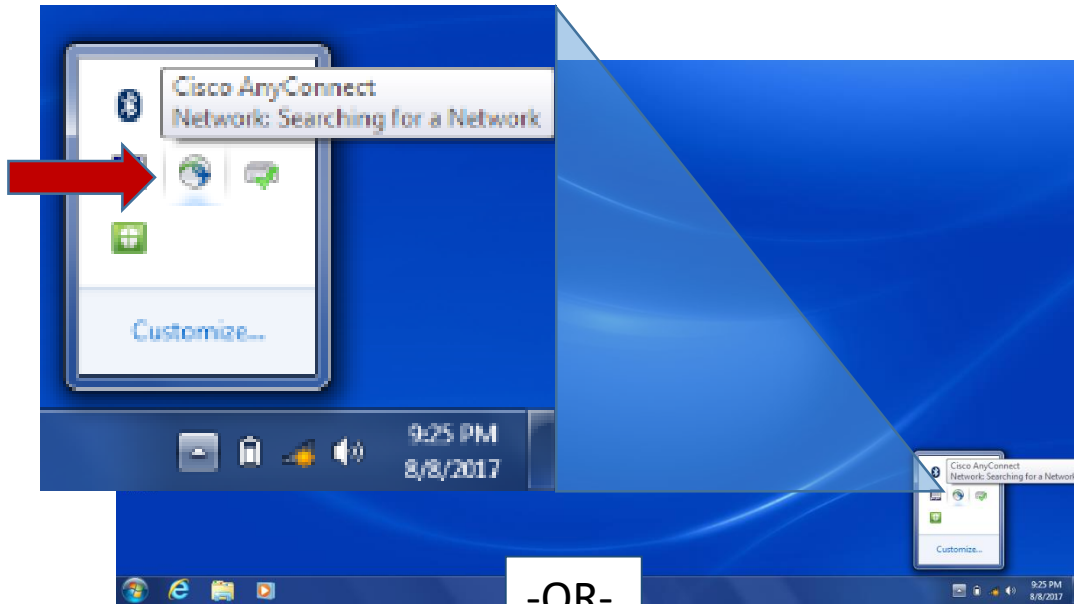 Cisco AnyConnect
Network: Searching for a Network
Customize...
9:25 PM
8/8/2017
Cisco AnyConnect
Network: Searching for a Network
Customize...
9:25 PM
8/8/2017
-OR-